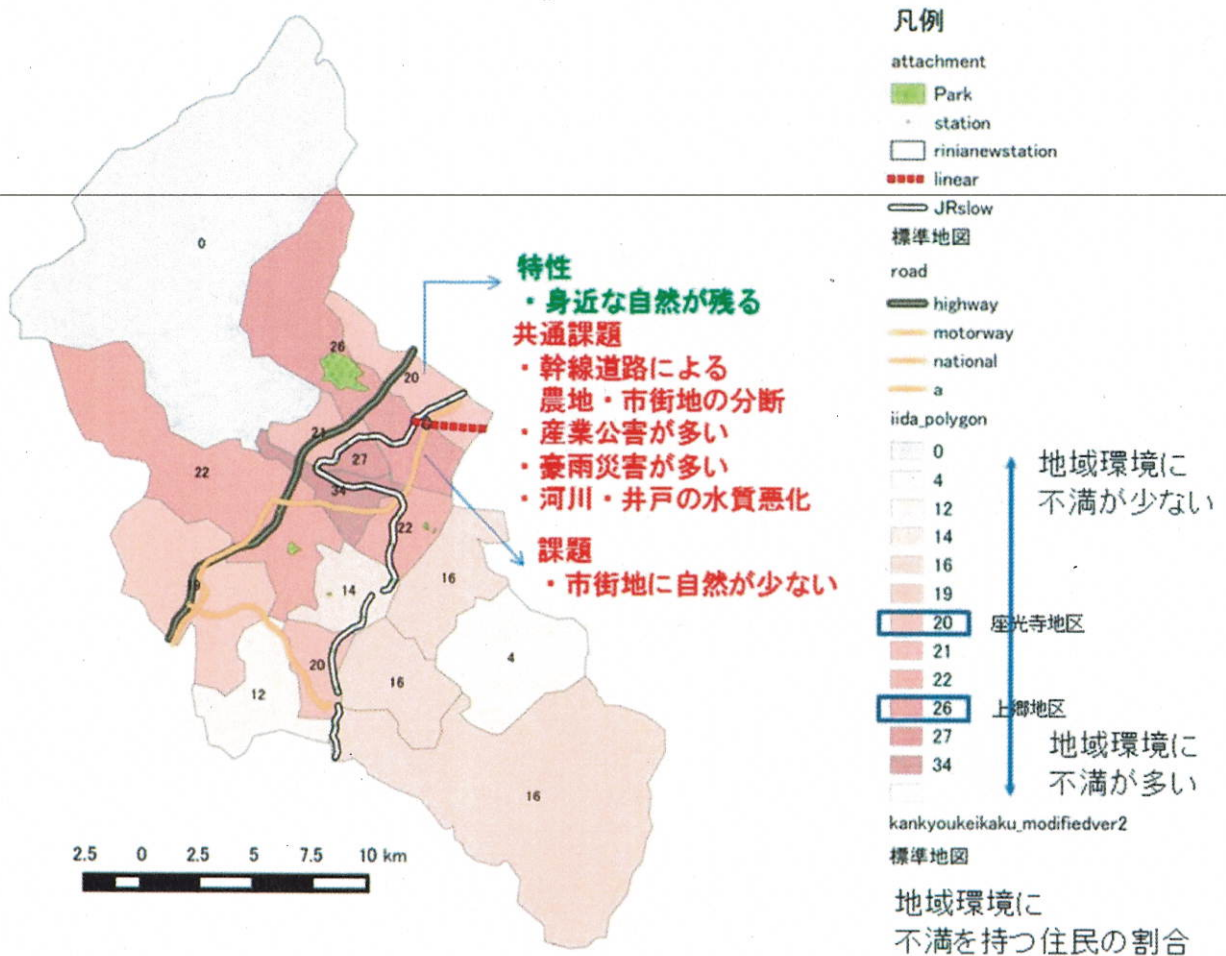 0
26
20
21
27
22
34
22
9
14
16
20
12
16
4
16
特性
・身近な自然が残る
共通課題
・幹線道路による
農地・市街地の分断
・産業公害が多い
・豪雨災害が多い
・河川・井戸の水質悪化
課題
・市街地に自然が少ない
2.5 0 2.5 5 7.5 10 km
凡例
attachment
Park
station
rinianewstation
linear
JRslow
標準地図
road
highway
motorway
national
a
iida_polygon
0
4
12
14
16
19
20 座光寺地区
21
22
26 上郷地区
27
34
地域環境に
不満が少ない
地域環境に
不満が多い
kankyoukeikaku_modifiedver2
標準地図
地域環境に
不満を持つ住民の割合